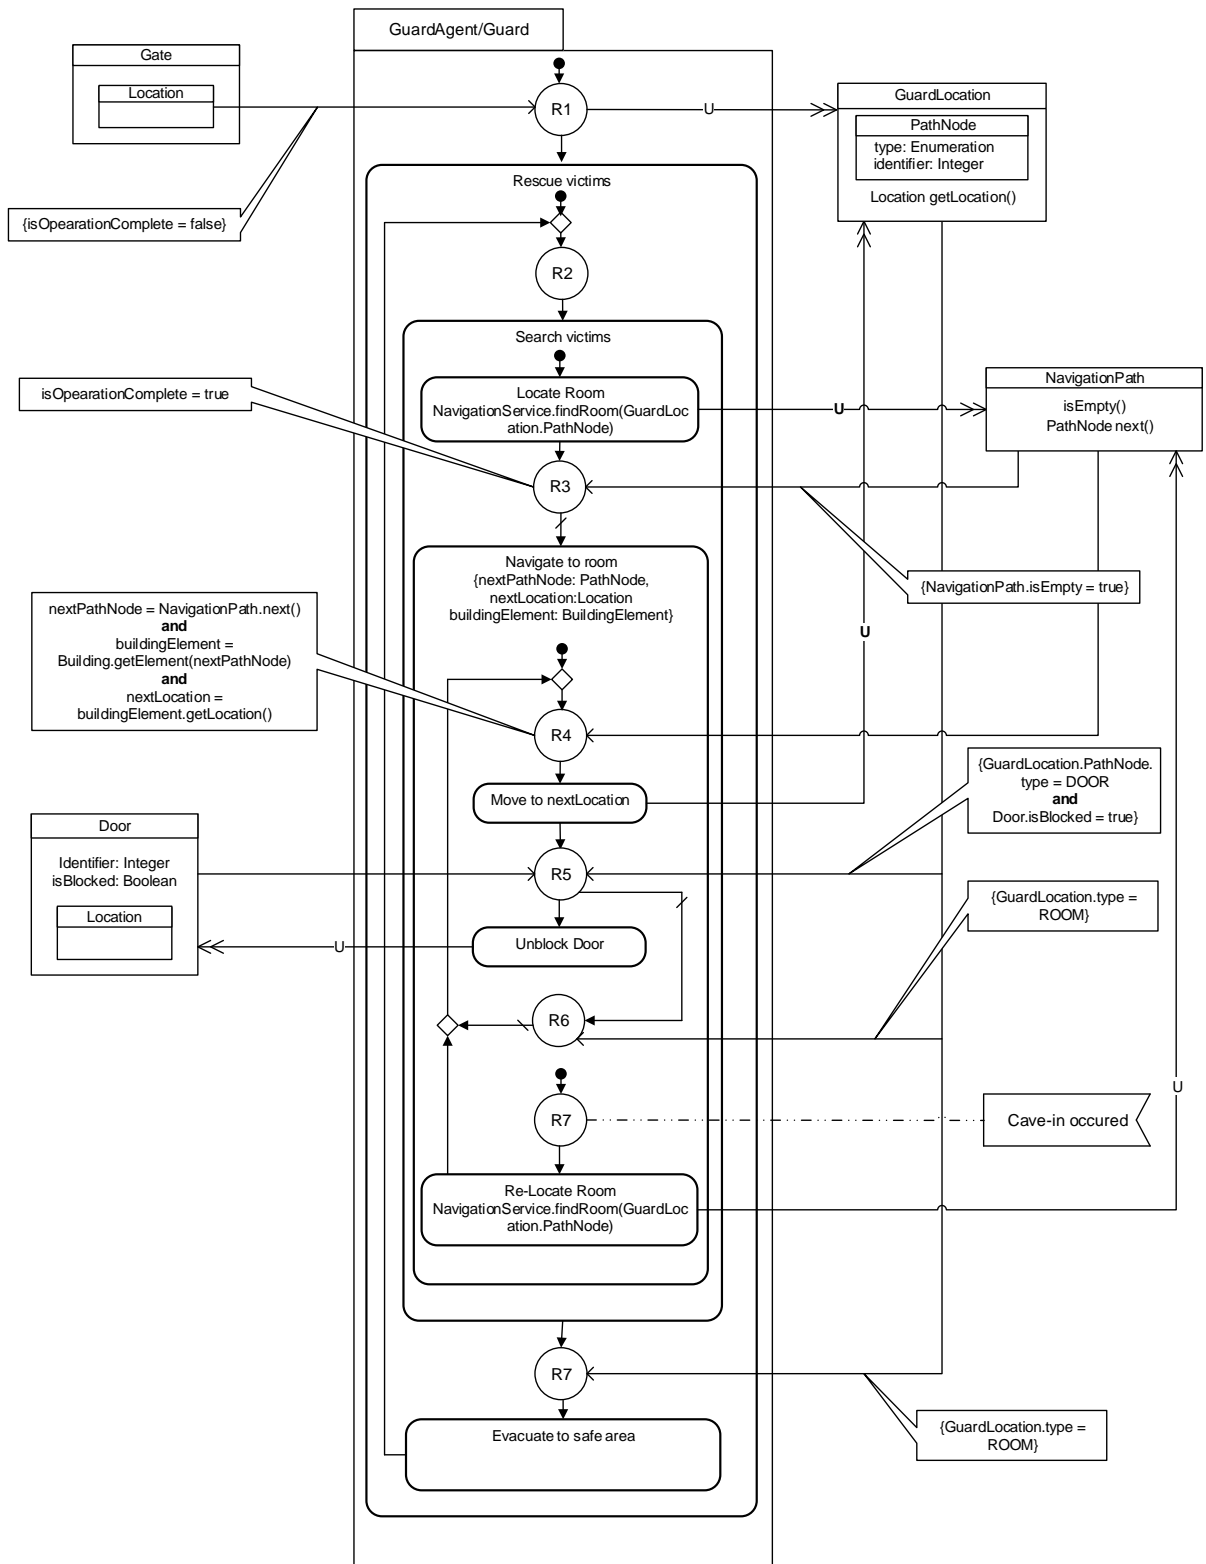 GuardAgent/Guard
Gate
Location
R1
U
GuardLocation
PathNode
type: Enumeration
identifier: Integer
Location getLocation()
{isOpearationComplete = false}
Rescue victims
R2
Search victims
Locate Room
NavigationService.findRoom(GuardLoc
ation.PathNode)
U
NavigationPath
isEmpty()
PathNode next()
isOpearationComplete = true
R3
{NavigationPath.isEmpty = true}
Navigate to room
{nextPathNode: PathNode,
nextLocation:Location
buildingElement: BuildingElement}
U
nextPathNode = NavigationPath.next()
and
buildingElement =
Building.getElement(nextPathNode)
and
nextLocation =
buildingElement.getLocation()
R4
Move to nextLocation
{GuardLocation.PathNode.
type = DOOR
and
Door.isBlocked = true}
Door
Identifier: Integer
isBlocked: Boolean
Location
R5
{GuardLocation.type =
ROOM}
Unblock Door
U
R6
U
R7
Cave-in occured
Re-Locate Room
NavigationService.findRoom(GuardLoc
ation.PathNode)
R7
{GuardLocation.type =
ROOM}
Evacuate to safe area